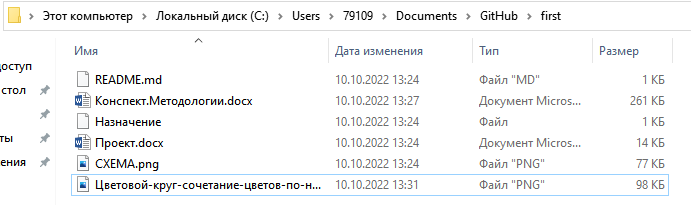 Этот компьютер > Локальный диск (C:) > Users > 79109 > Documents > GitHub > first
Имя Дата изменения Тип Размер
README.md 10.10.2022 13:24 Файл "MD" 1 КБ
доступ
Конспект.Методологии.docx 10.10.2022 13:27 Документ Micros... 261 КБ
стол
Назначение 10.10.2022 13:24 Файл 1 КБ
Проект.docx 10.10.2022 13:24 Документ Micros... 14 КБ
ты
СХЕМА.png 10.10.2022 13:24 Файл "PNG" 77 КБ
ения
Цветовой-круг-сочетание-цветов-по-н... 10.10.2022 13:31 Файл "PNG" 98 КБ